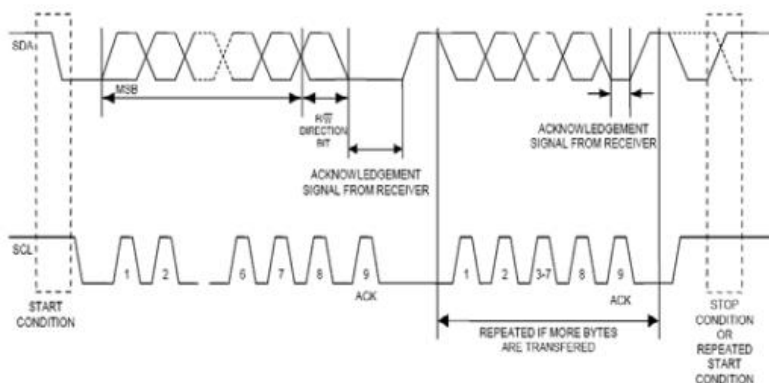 SDA
MSB
R/W
DIRECTION
BIT
ACKNOWLEDGEMENT
SIGNAL FROM RECEIVER
ACKNOWLEDGEMENT
SIGNAL FROM RECEIVER
SCL
1
2
6
7
8
9
ACK
1
2
3-7
8
9
ACK
START
CONDITION
REPEATED IF MORE BYTES
ARE TRANSFERED
STOP
CONDITION
OR
REPEATED
START
CONDITION